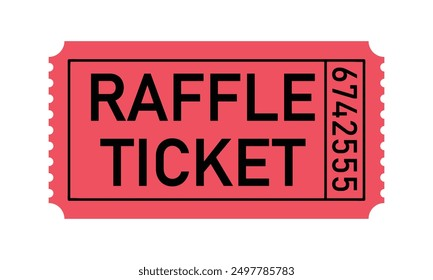 RAFFLE
TICKET
6742555
shutterstock.com · 2497785783